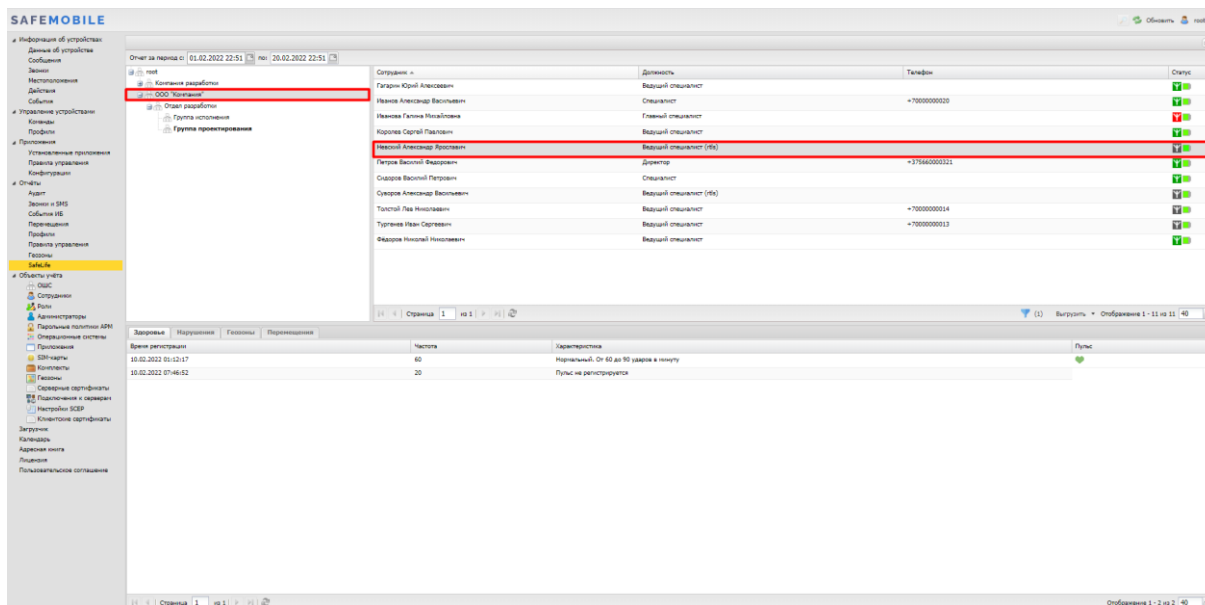 SAFEMOBILE
Обновить root
Информация об устройствах
Данные об устройстве
Сообщения
Звонки
Местоположения
Действия
События
Управление устройствами
Команды
Профили
Приложения
Установленные приложения
Правила управления
Конфигурации
Отчёты
Аудит
Звонки и SMS
События ИБ
Перемещения
Профили
Правила управления
Геозоны
SafeLife
Объекты учёта
ОШС
Сотрудники
Роли
Администраторы
Парольные политики АРМ
Операционные системы
Приложения
SIM-карты
Комплекты
Геозоны
Серверные сертификаты
Подключения к серверам
Настройки SCEP
Клиентские сертификаты
Загрузчик
Календарь
Адресная книга
Лицензия
Пользовательское соглашение
Отчет за период с: 01.02.2022 22:51 по: 20.02.2022 22:51
root
Компания разработки
ООО "Компания"
Отдел разработки
Группа исполнения
Группа проектирования
Сотрудник Должность Телефон Статус
Гагарин Юрий Алексеевич Ведущий специалист
Иванов Александр Васильевич Специалист +70000000020
Иванова Галина Михайловна Главный специалист
Королев Сергей Павлович Ведущий специалист
Невский Александр Ярославич Ведущий специалист (rtls)
Петров Василий Федорович Директор +375660000321
Сидоров Василий Петрович Специалист
Суворов Александр Васильевич Ведущий специалист (rtls)
Толстой Лев Николаевич Ведущий специалист +70000000014
Тургенев Иван Сергеевич Ведущий специалист +70000000013
Фёдоров Николай Николаевич Ведущий специалист
Страница 1 из 1 (1) Выгрузить Отображение 1 - 11 из 11 40
Здоровье Нарушения Геозоны Перемещения
Время регистрации Частота Характеристика Пульс
10.02.2022 01:12:17 60 Нормальный. От 60 до 90 ударов в минуту
10.02.2022 07:46:52 20 Пульс не регистрируется
Страница 1 из 1 Отображение 1 - 2 из 2 40